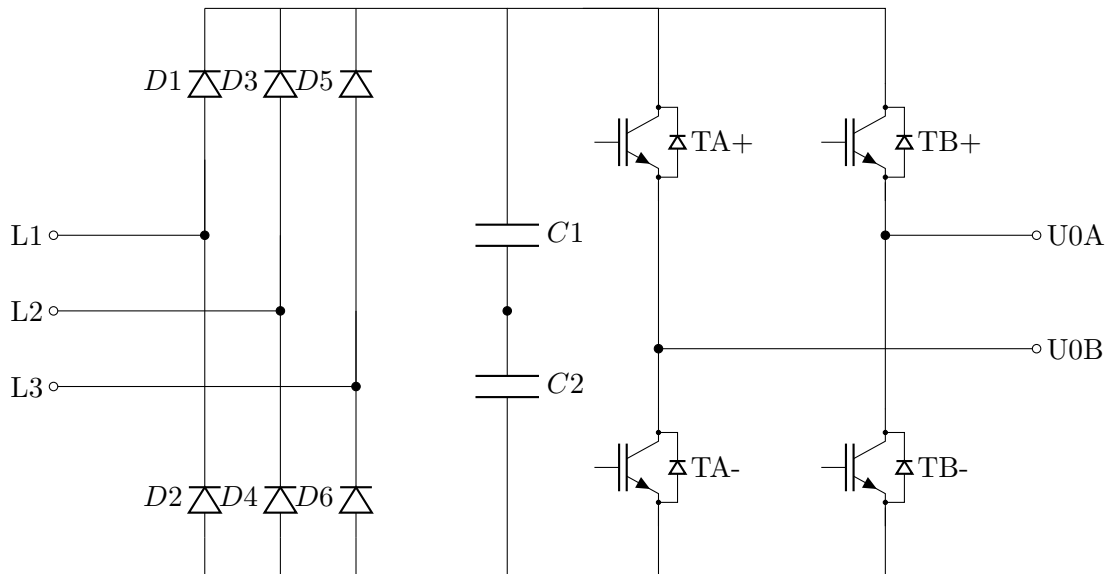 D1 D3 D5
TA+ TB+
L1 C1 U0A
L2
U0B
L3 C2
D2 D4 D6 TA- TB-